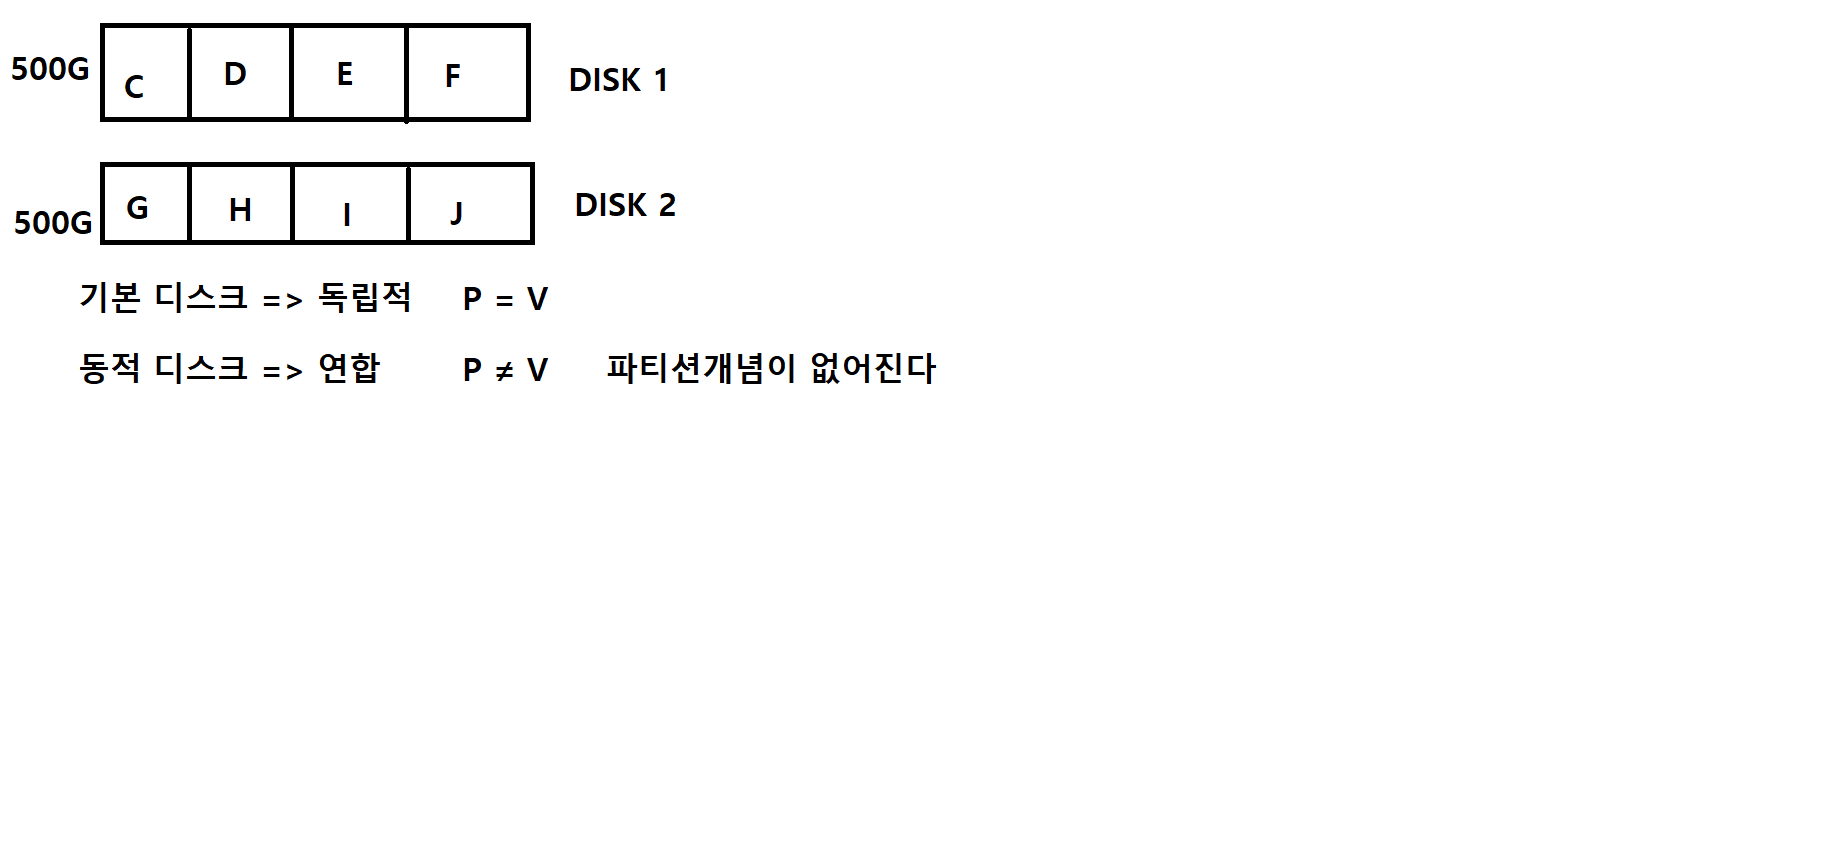 500G C D E F DISK 1
500G G H I J DISK 2
기본 디스크 => 독립적 P = V
동적 디스크 => 연합 P ≠ V 파티션개념이 없어진다